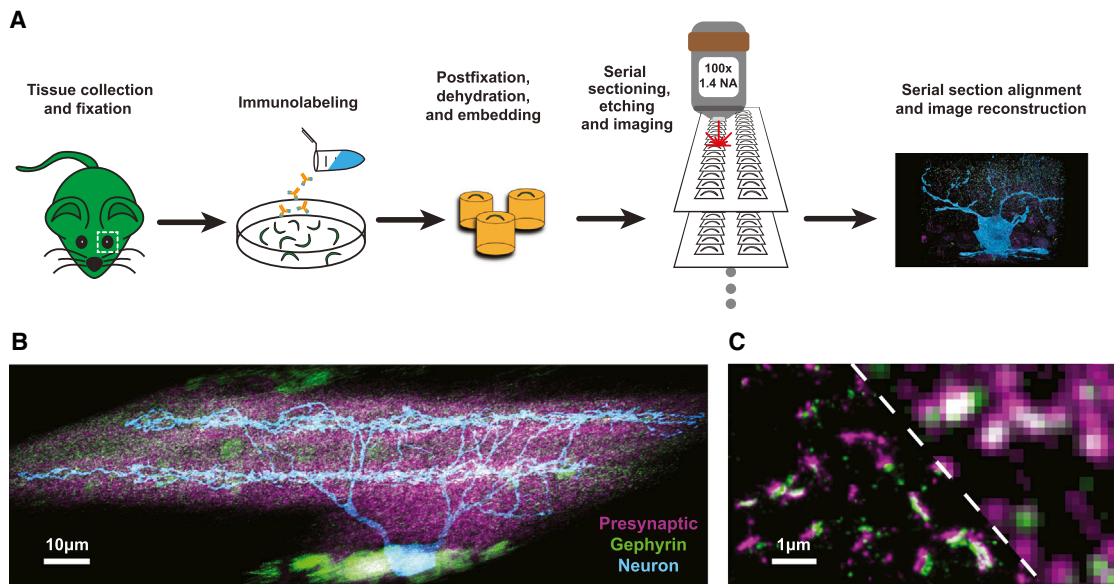 A
Tissue collection
and fixation
Immunolabeling
Postfixation,
dehydration,
and embedding
Serial
sectioning,
etching
and imaging
100x
1.4 NA
Serial section alignment
and image reconstruction
B
10μm
Presynaptic
Gephyrin
Neuron
C
1μm